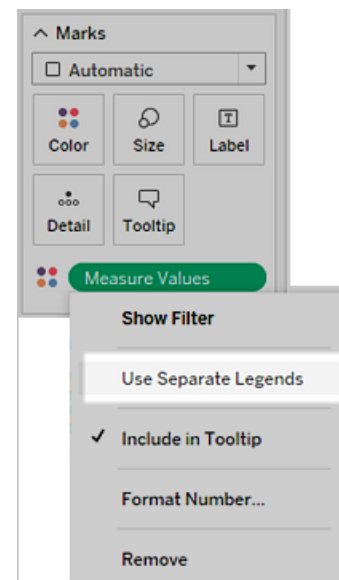 Marks
Automatic
Color Size Label
Detail Tooltip
Measure Values
Show Filter
Use Separate Legends
Include in Tooltip
Format Number...
Remove